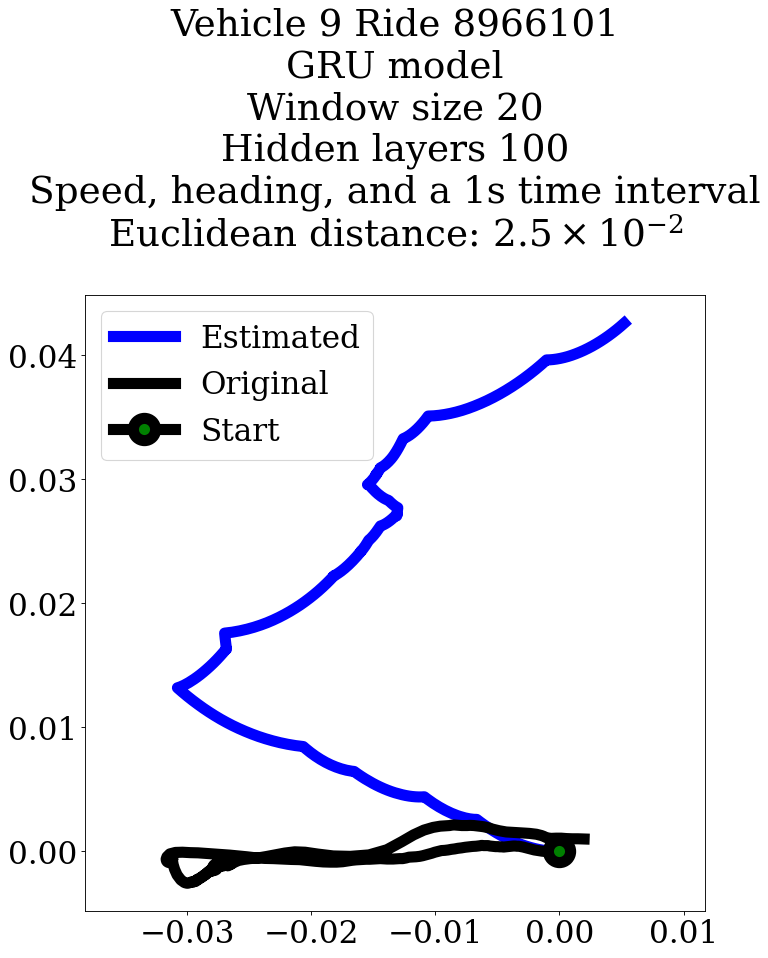 Vehicle 9 Ride 8966101
GRU model
Window size 20
Hidden layers 100
Speed, heading, and a 1s time interval
Euclidean distance: 2.5 × 10⁻²
Estimated
Original
Start
0.04
0.03
0.02
0.01
0.00
−0.03 −0.02 −0.01 0.00 0.01